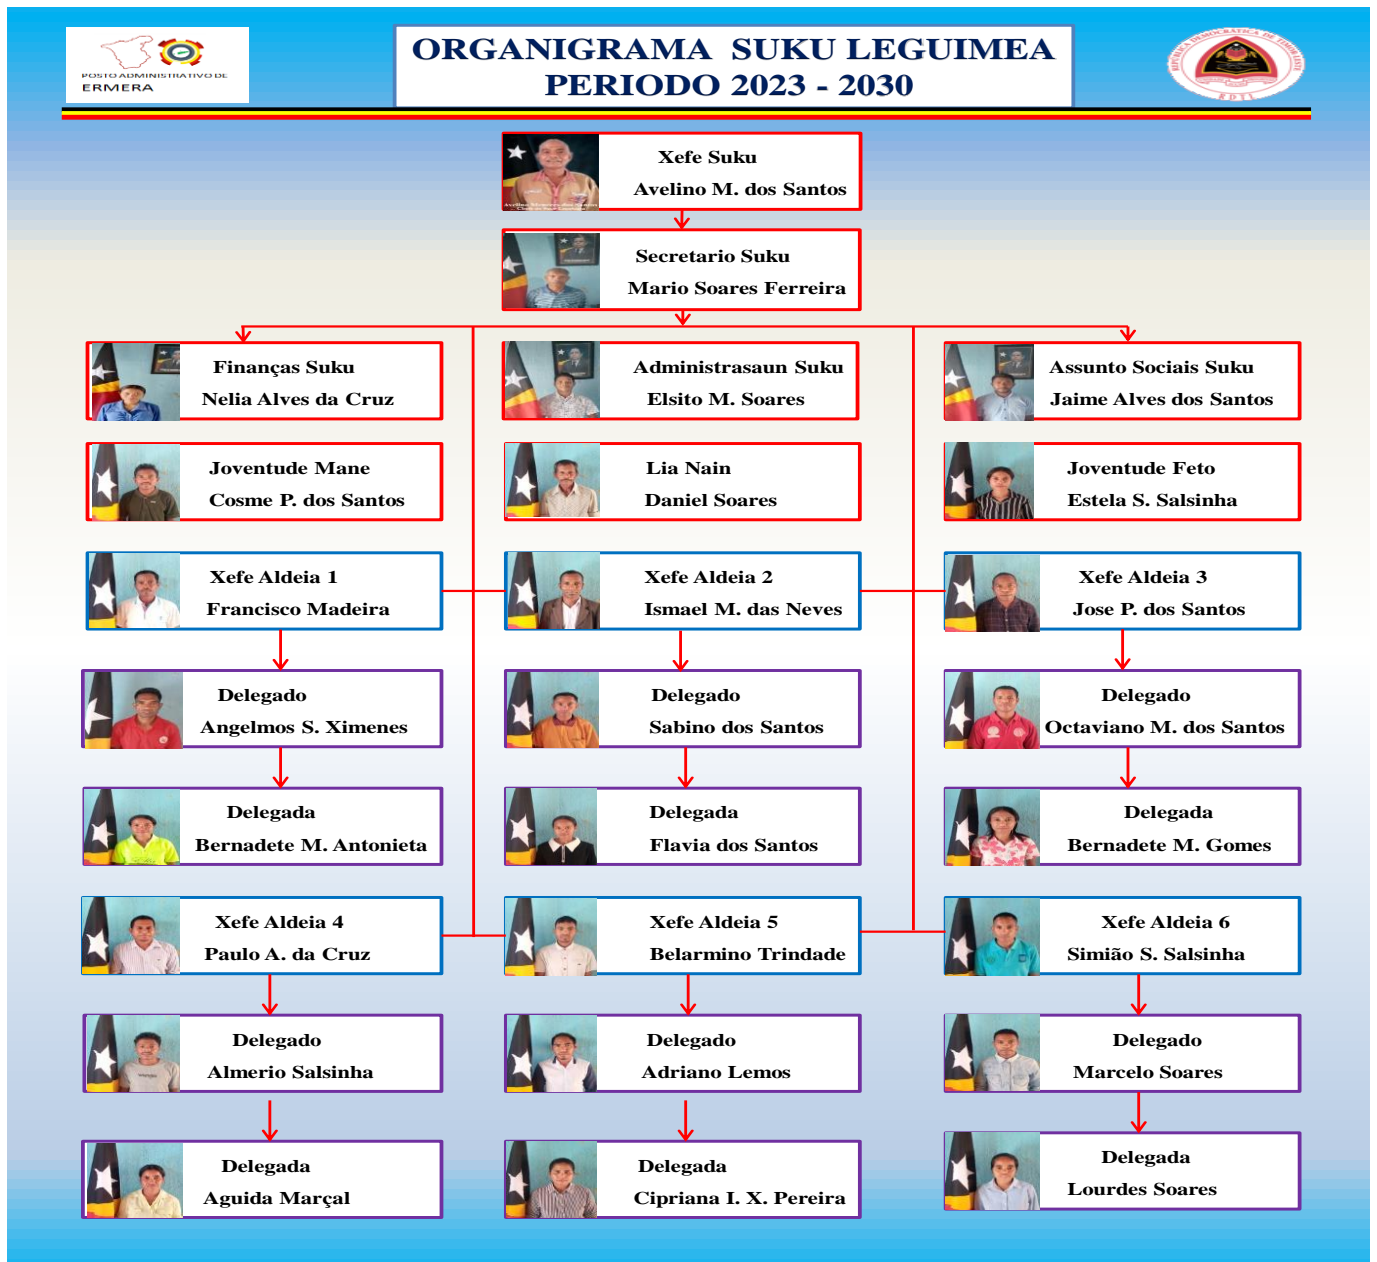 POSTO ADMINISTRATIVO DE
ERMERA
ORGANIGRAMA SUKU LEGUIMEA
PERIODO 2023 - 2030
REPÚBLICA DEMOCRÁTICA DE TIMOR-LESTE
RDTL
Xefe Suku
Avelino M. dos Santos
Secretario Suku
Mario Soares Ferreira
Finanças Suku
Nelia Alves da Cruz
Administrasaun Suku
Elsito M. Soares
Assunto Sociais Suku
Jaime Alves dos Santos
Joventude Mane
Cosme P. dos Santos
Lia Nain
Daniel Soares
Joventude Feto
Estela S. Salsinha
Xefe Aldeia 1
Francisco Madeira
Xefe Aldeia 2
Ismael M. das Neves
Xefe Aldeia 3
Jose P. dos Santos
Delegado
Angelmos S. Ximenes
Delegado
Sabino dos Santos
Delegado
Octaviano M. dos Santos
Delegada
Bernadete M. Antonieta
Delegada
Flavia dos Santos
Delegada
Bernadete M. Gomes
Xefe Aldeia 4
Paulo A. da Cruz
Xefe Aldeia 5
Belarmino Trindade
Xefe Aldeia 6
Simião S. Salsinha
Delegado
Almerio Salsinha
Delegado
Adriano Lemos
Delegado
Marcelo Soares
Delegada
Aguida Marçal
Delegada
Cipriana I. X. Pereira
Delegada
Lourdes Soares